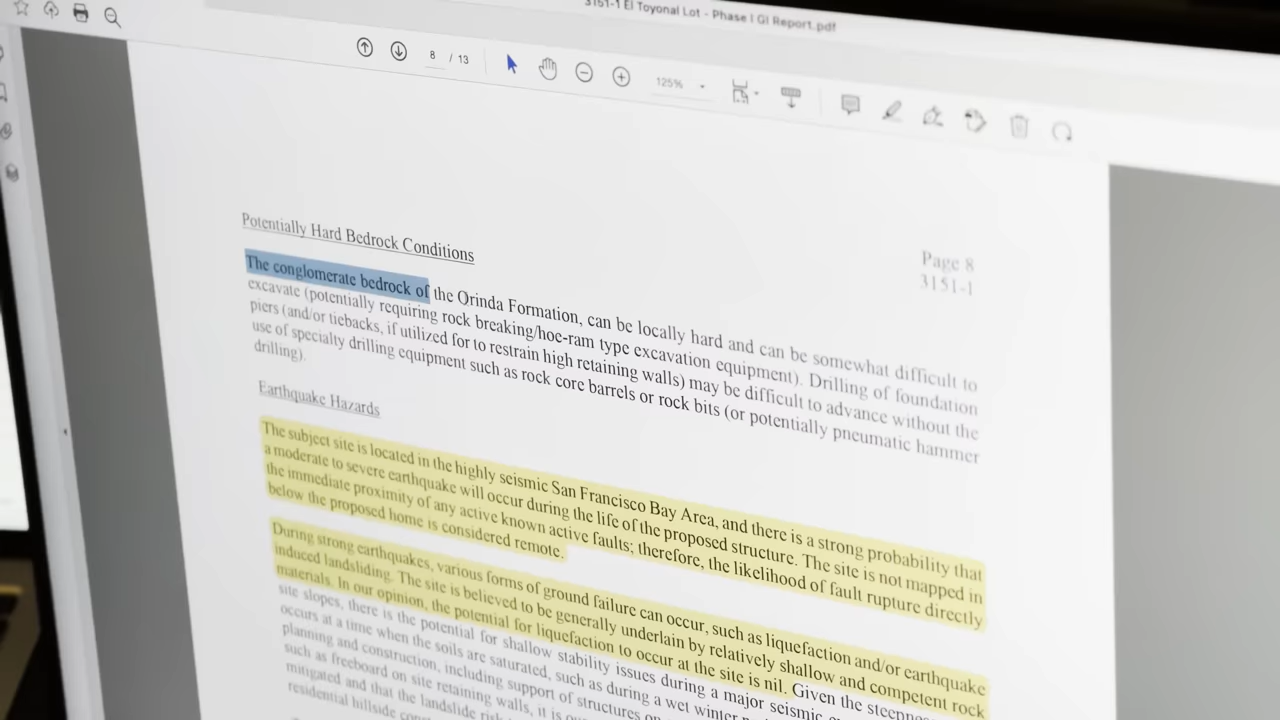 3151-1 El Toyonal Lot - Phase I GI Report.pdf
8 / 13
125%
Page 8
3151-1
Potentially Hard Bedrock Conditions
The conglomerate bedrock of the Orinda Formation, can be locally hard and can be somewhat difficult to
excavate (potentially requiring rock breaking/hoe-ram type excavation equipment). Drilling of foundation
piers (and/or tiebacks, if utilized for to restrain high retaining walls) may be difficult to advance without the
use of specialty drilling equipment such as rock core barrels or rock bits (or potentially pneumatic hammer
drilling).
Earthquake Hazards
The subject site is located in the highly seismic San Francisco Bay Area, and there is a strong probability that
a moderate to severe earthquake will occur during the life of the proposed structure. The site is not mapped in
the immediate proximity of any active known active faults; therefore, the likelihood of fault rupture directly
below the proposed home is considered remote.
During strong earthquakes, various forms of ground failure can occur, such as liquefaction and/or earthquake
induced landsliding. The site is believed to be generally underlain by relatively shallow and competent rock
materials. In our opinion, the potential for liquefaction to occur at the site is nil. Given the
site slopes, there is the potential for shallow stability issues during a major seismic
occurs at a time when the soils are saturated, such as during a wet winter
planning and construction, including support of structures on
such as freeboard on site retaining walls, it is our
mitigated and that the landslide risk
residential hillside